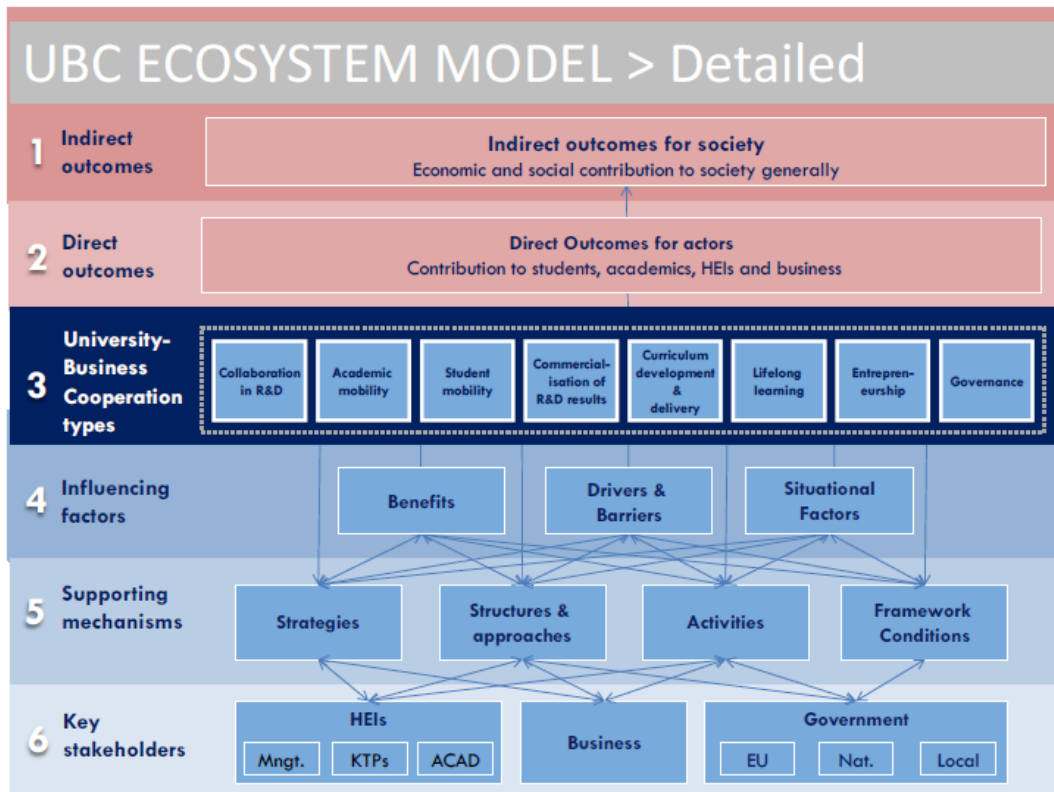 UBC ECOSYSTEM MODEL > Detailed
1
Indirect
outcomes
Indirect outcomes for society
Economic and social contribution to society generally
2
Direct
outcomes
Direct Outcomes for actors
Contribution to students, academics, HEIs and business
3
University-
Business
Cooperation
types
Collaboration
in R&D
Academic
mobility
Student
mobility
Commercial-
isation of
R&D results
Curriculum
development
&
delivery
Lifelong
learning
Entrepren-
eurship
Governance
4
Influencing
factors
Benefits
Drivers &
Barriers
Situational
Factors
5
Supporting
mechanisms
Strategies
Structures &
approaches
Activities
Framework
Conditions
6
Key
stakeholders
HEIs
Mngt.
KTPs
ACAD
Business
Government
EU
Nat.
Local